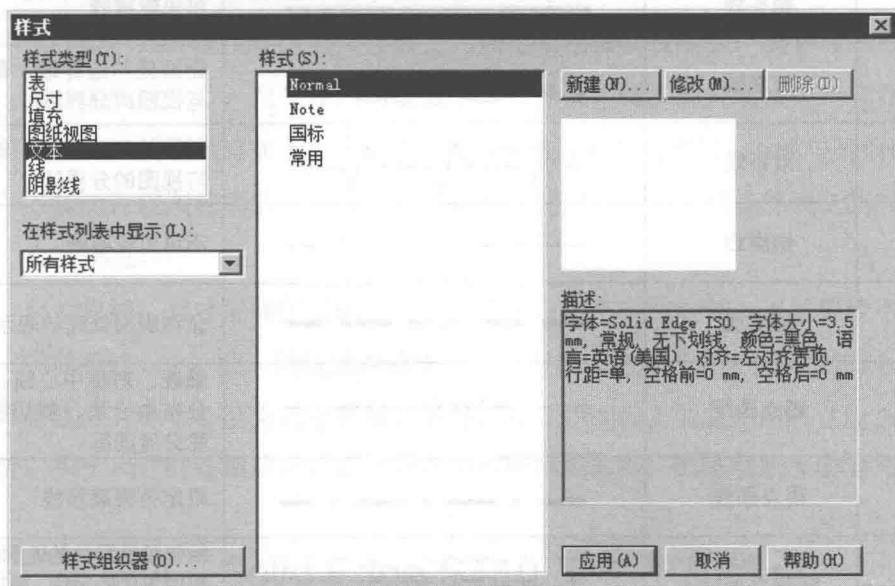 样式
样式类型(T):
表
尺寸
填充
图纸视图
文本
线
阴影线
在样式列表中显示(L):
所有样式
样式组织器(O)...
样式(S):
Normal
Note
国标
常用
新建(N)... 修改(M)... 删除(D)
描述:
字体=Solid Edge ISO, 字体大小=3.5
mm, 常规, 无下划线, 颜色=黑色, 语
言=英语(美国), 对齐=左对齐置顶,
行距=单, 空格前=0 mm, 空格后=0 mm
应用(A) 取消 帮助(H)